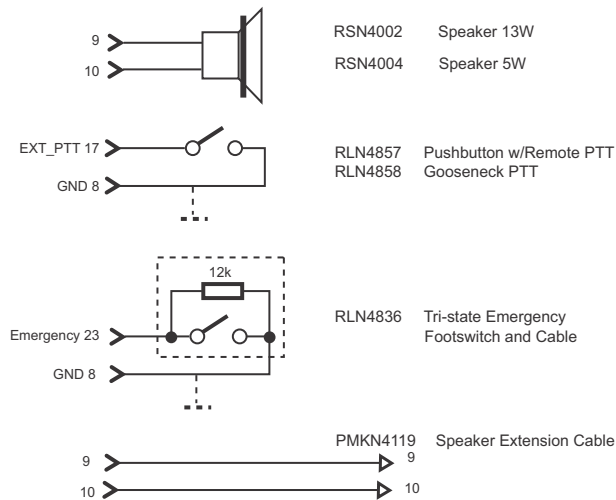 9
RSN4002 Speaker 13W
10
RSN4004 Speaker 5W
EXT_PTT 17
RLN4857 Pushbutton w/Remote PTT
RLN4858 Gooseneck PTT
GND 8
12k
RLN4836 Tri-state Emergency
Footswitch and Cable
Emergency 23
GND 8
PMKN4119 Speaker Extension Cable
9 9
10 10